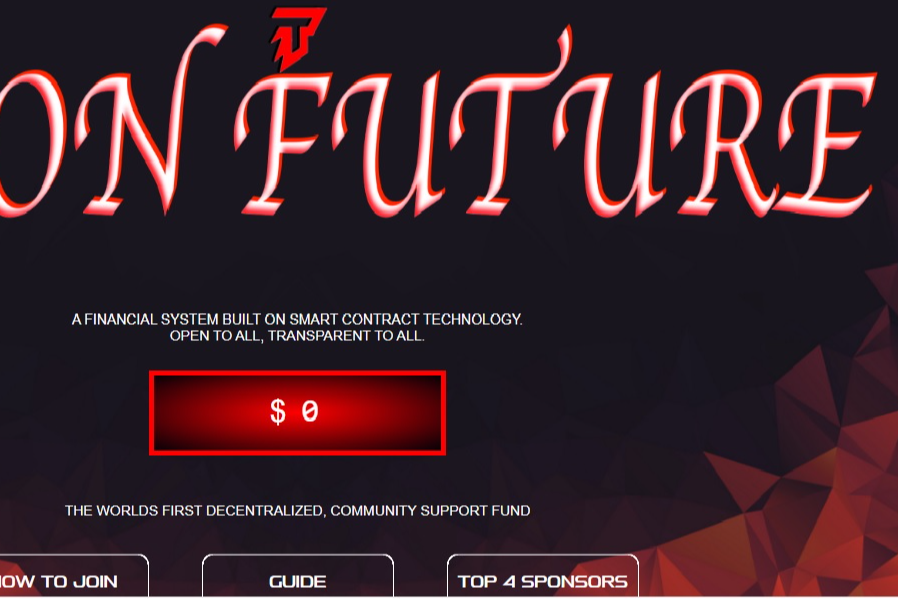 ON FUTURE
A FINANCIAL SYSTEM BUILT ON SMART CONTRACT TECHNOLOGY.
OPEN TO ALL, TRANSPARENT TO ALL.
$ 0
THE WORLDS FIRST DECENTRALIZED, COMMUNITY SUPPORT FUND
HOW TO JOIN
GUIDE
TOP 4 SPONSORS